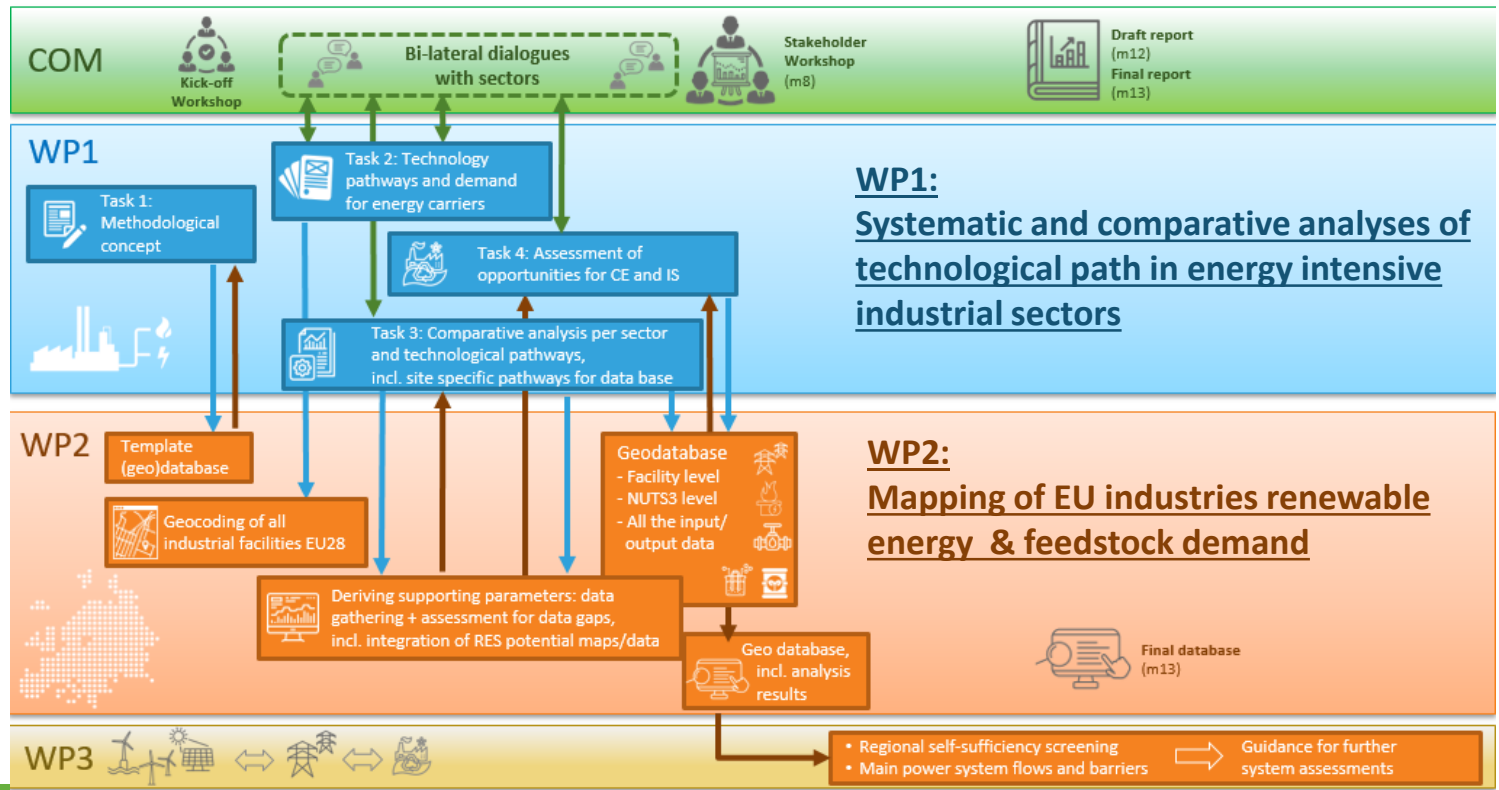 COM
Kick-off
Workshop
Bi-lateral dialogues
with sectors
Stakeholder
Workshop
(m8)
Draft report
(m12)
Final report
(m13)
WP1
Task 1:
Methodological
concept
Task 2: Technology
pathways and demand
for energy carriers
Task 4: Assessment of
opportunities for CE and IS
Task 3: Comparative analysis per sector
and technological pathways,
incl. site specific pathways for data base
WP1:
Systematic and comparative analyses of
technological path in energy intensive
industrial sectors
WP2
Template
(geo)database
Geocoding of all
industrial facilities EU28
Deriving supporting parameters: data
gathering + assessment for data gaps,
incl. integration of RES potential maps/data
Geodatabase
- Facility level
- NUTS3 level
- All the input/
output data
Geo database,
incl. analysis
results
WP2:
Mapping of EU industries renewable
energy & feedstock demand
Final database
(m13)
WP3
• Regional self-sufficiency screening
• Main power system flows and barriers
Guidance for further
system assessments